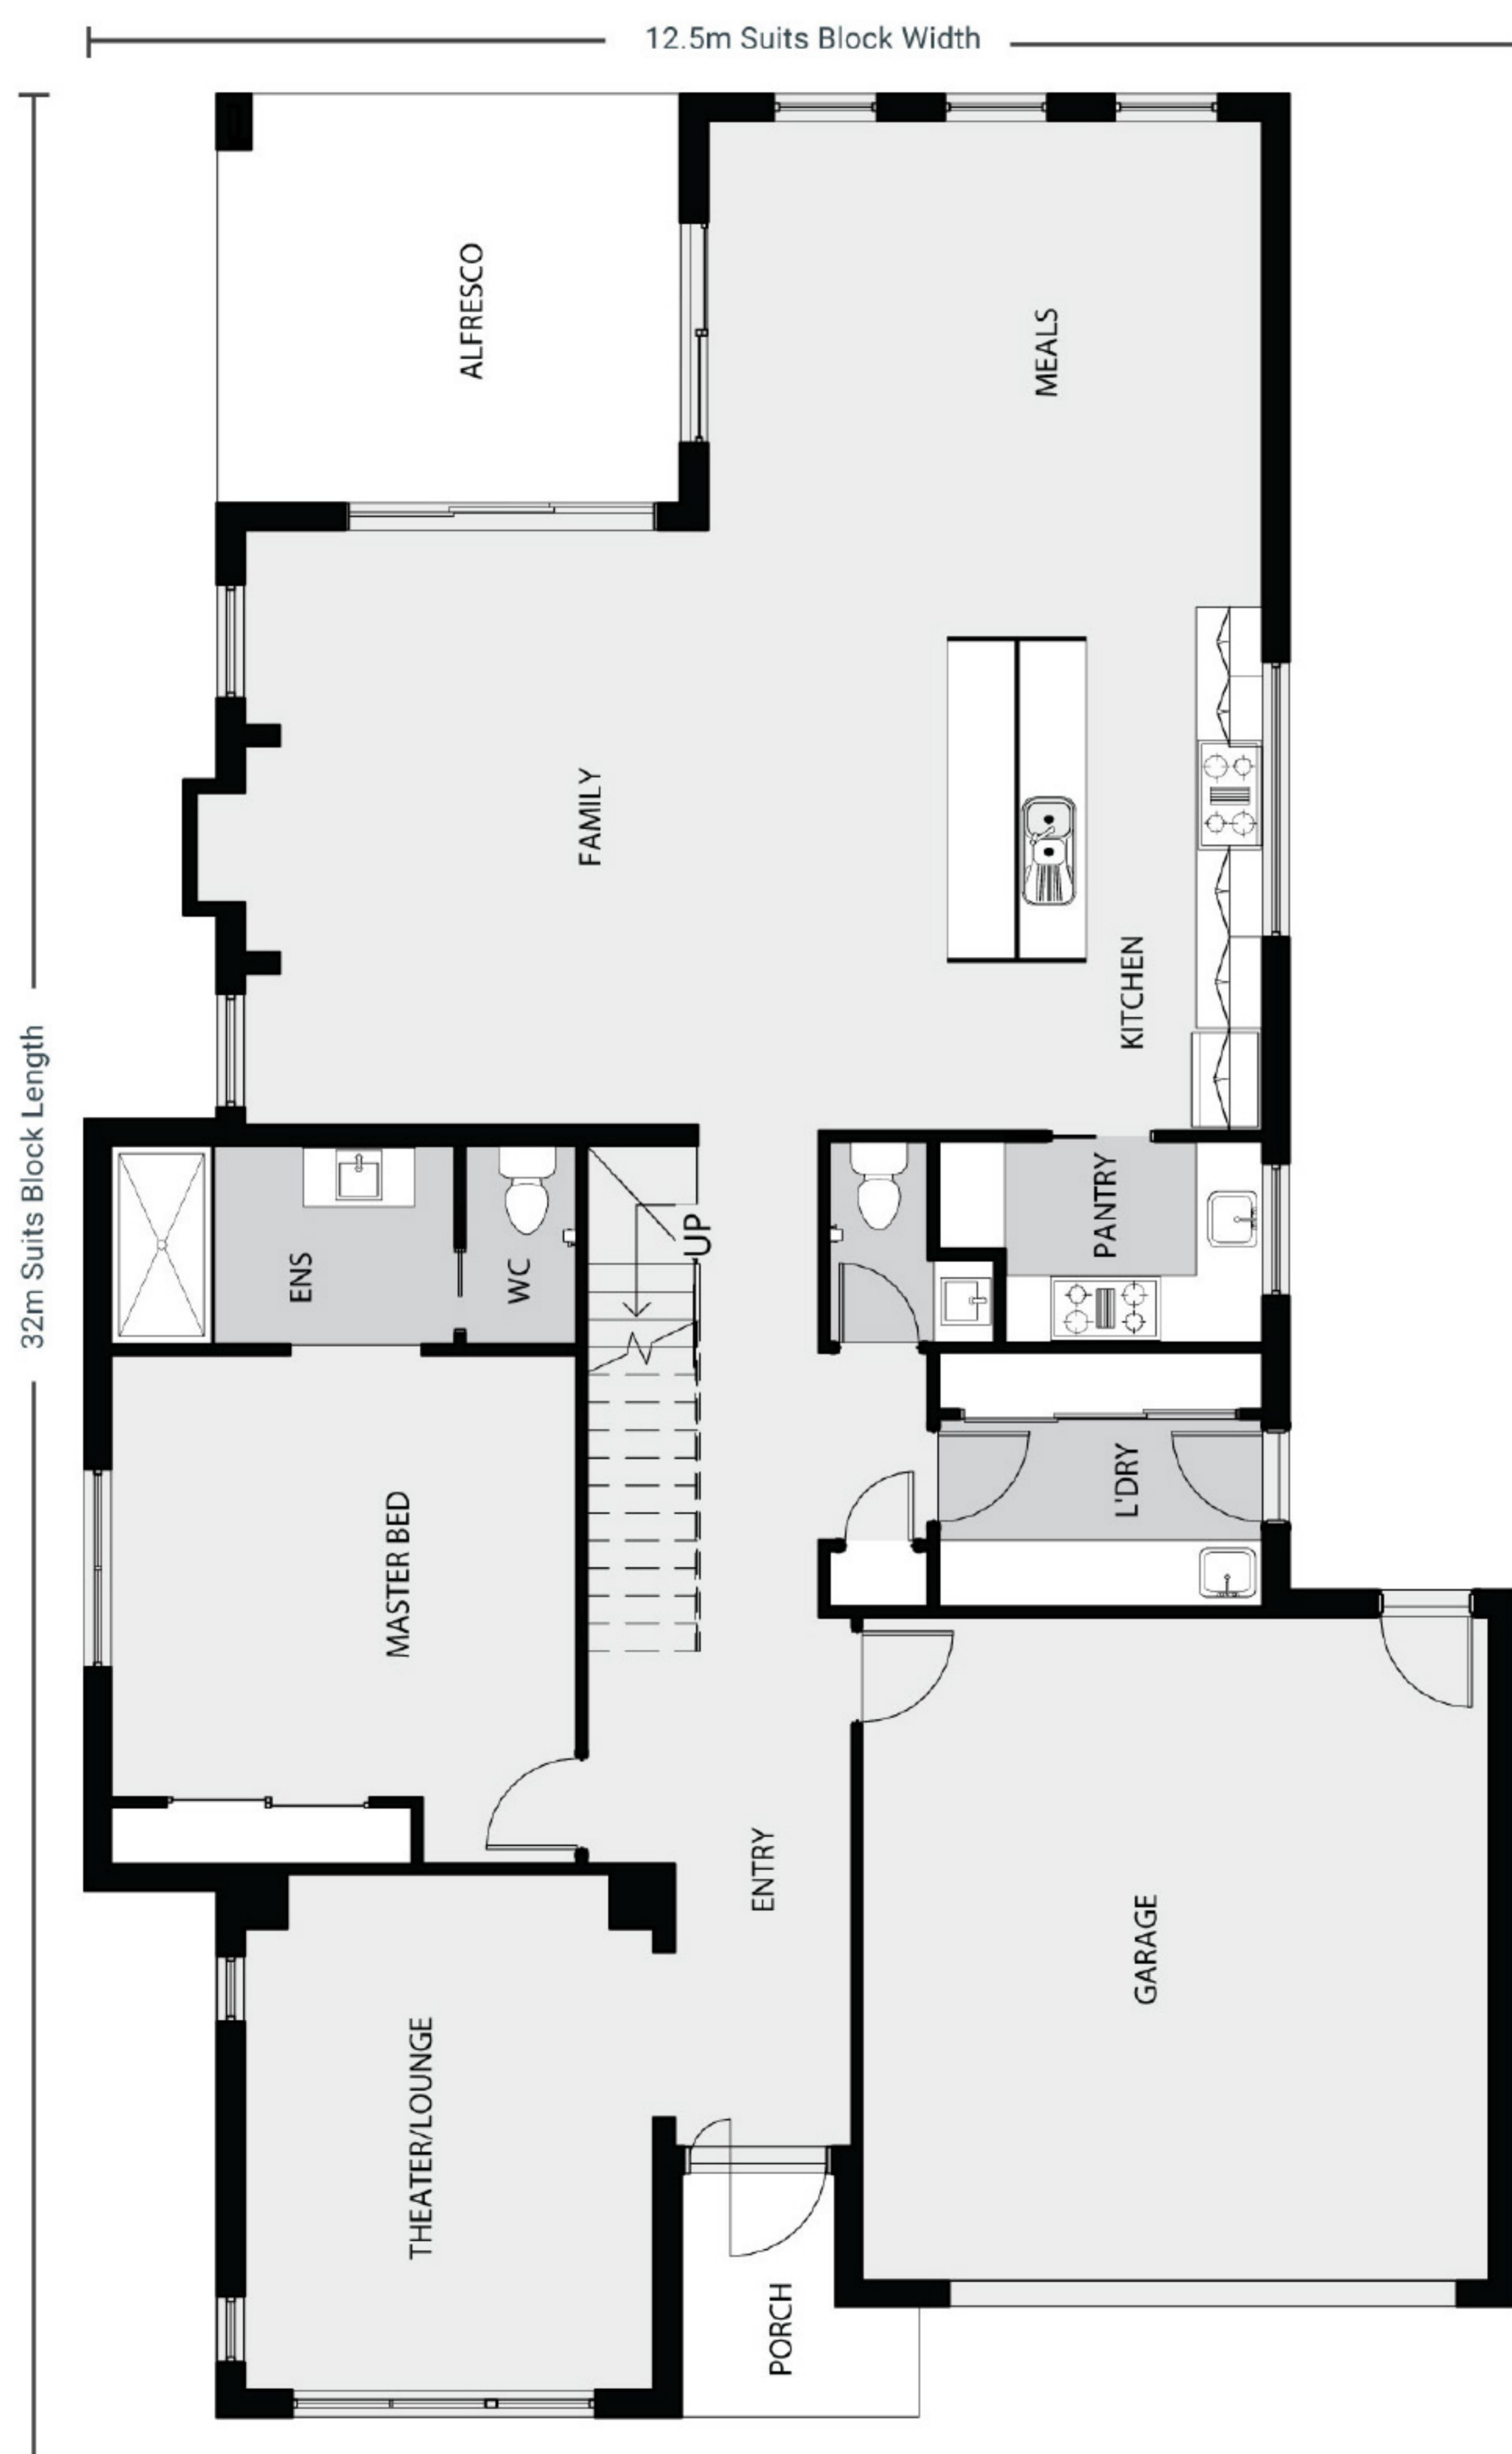 12.5m Suits Block Width
32m Suits Block Length
ALFRESCO
MEALS
FAMILY
KITCHEN
PANTRY
UP
ENS
WC
L'DRY
MASTER BED
ENTRY
GARAGE
THEATER/LOUNGE
PORCH